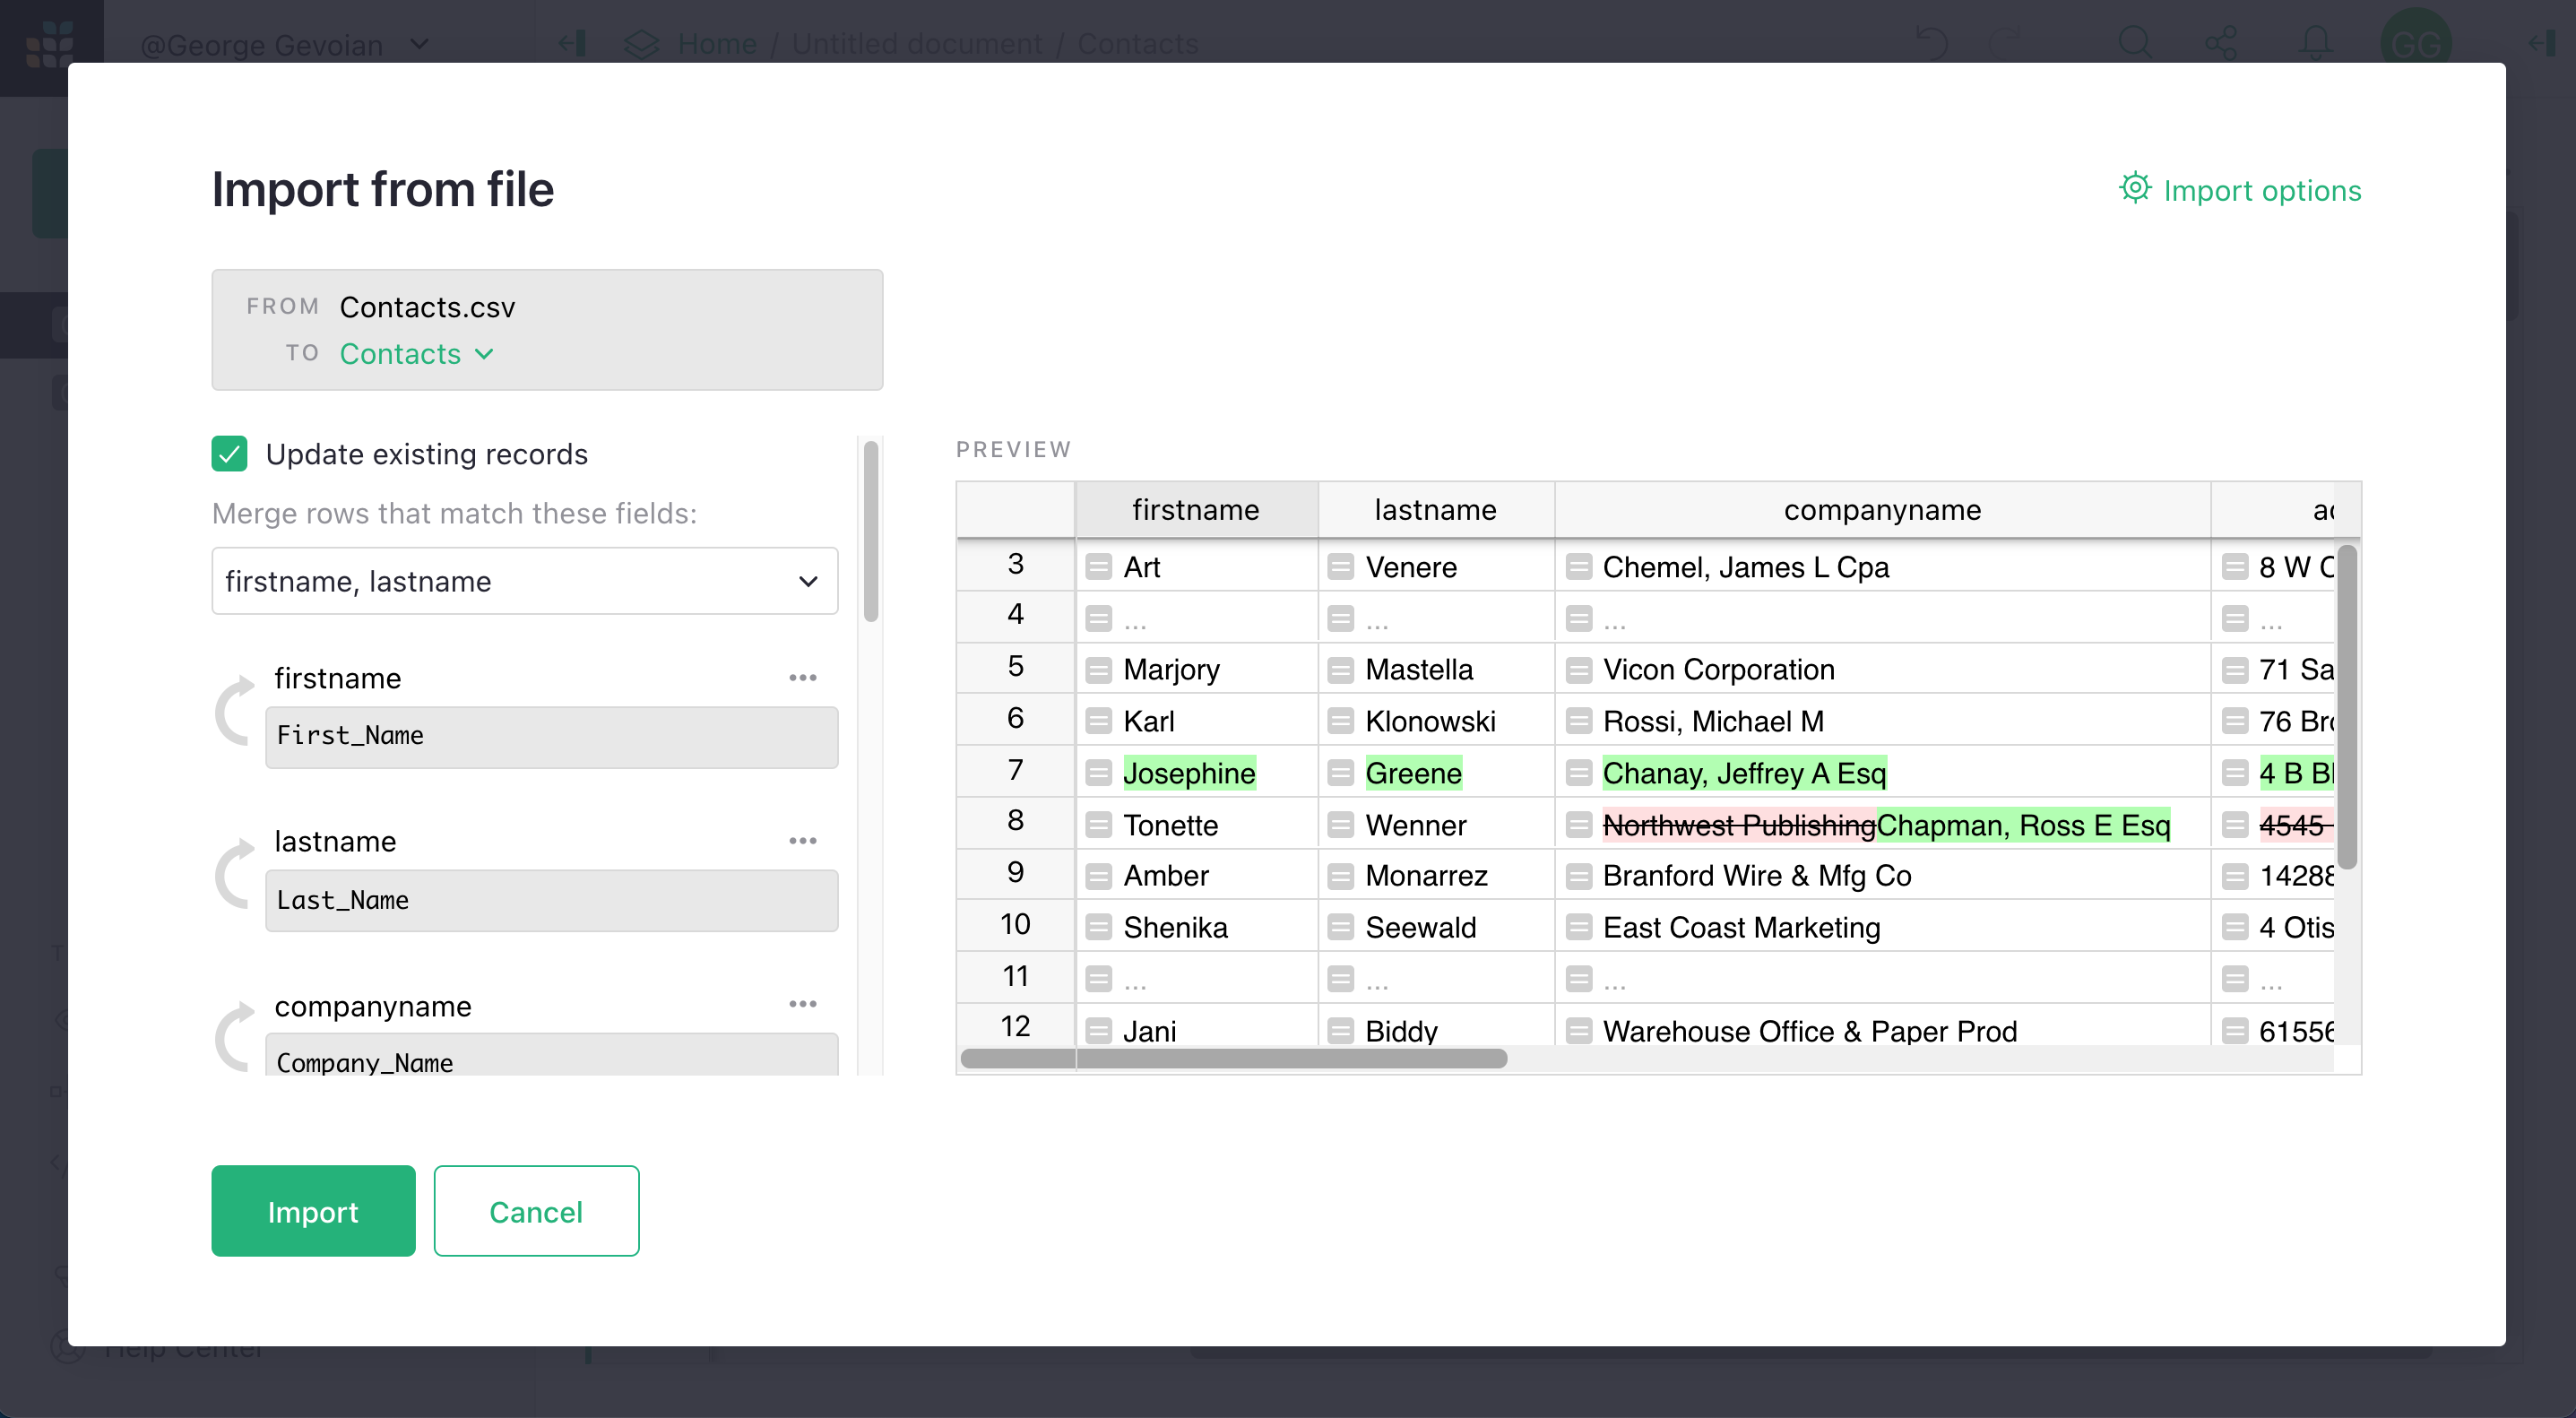 @George Gevoian
Home / Untitled document / Contacts
GG
Import from file
Import options
FROM Contacts.csv
TO Contacts
Update existing records
Merge rows that match these fields:
firstname, lastname
firstname
First_Name
lastname
Last_Name
companyname
Company_Name
PREVIEW
firstname lastname companyname
3 Art Venere Chemel, James L Cpa 8 W
4 ... ... ... ...
5 Marjory Mastella Vicon Corporation 71 Sa
6 Karl Klonowski Rossi, Michael M 76 Br
7 Josephine Greene Chanay, Jeffrey A Esq 4 B B
8 Tonette Wenner Northwest PublishingChapman, Ross E Esq 4545
9 Amber Monarrez Branford Wire & Mfg Co 14288
10 Shenika Seewald East Coast Marketing 4 Otis
11 ... ... ... ...
12 Jani Biddy Warehouse Office & Paper Prod 61556
Import
Cancel
Help Center